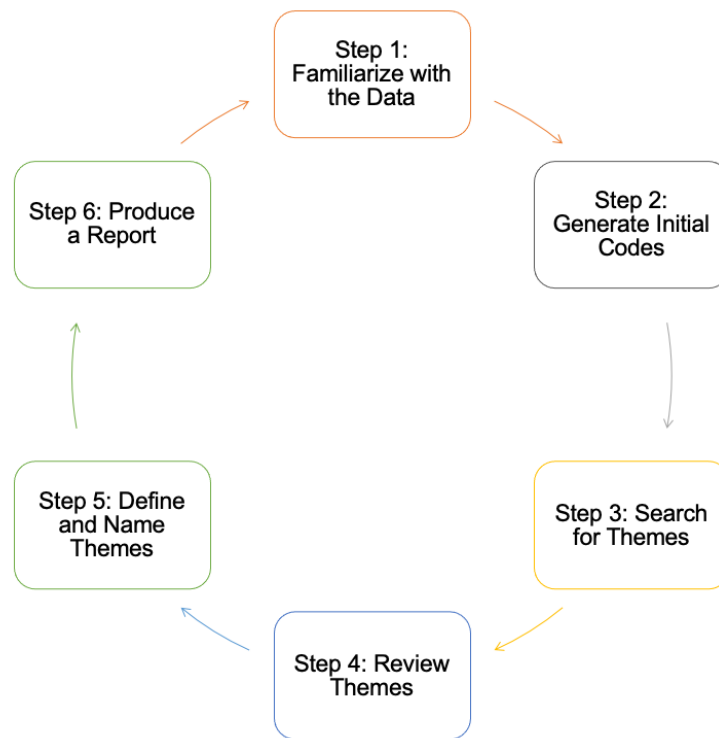 Step 1:
Familiarize with
the Data
Step 2:
Generate Initial
Codes
Step 3: Search
for Themes
Step 4: Review
Themes
Step 5: Define
and Name
Themes
Step 6: Produce
a Report